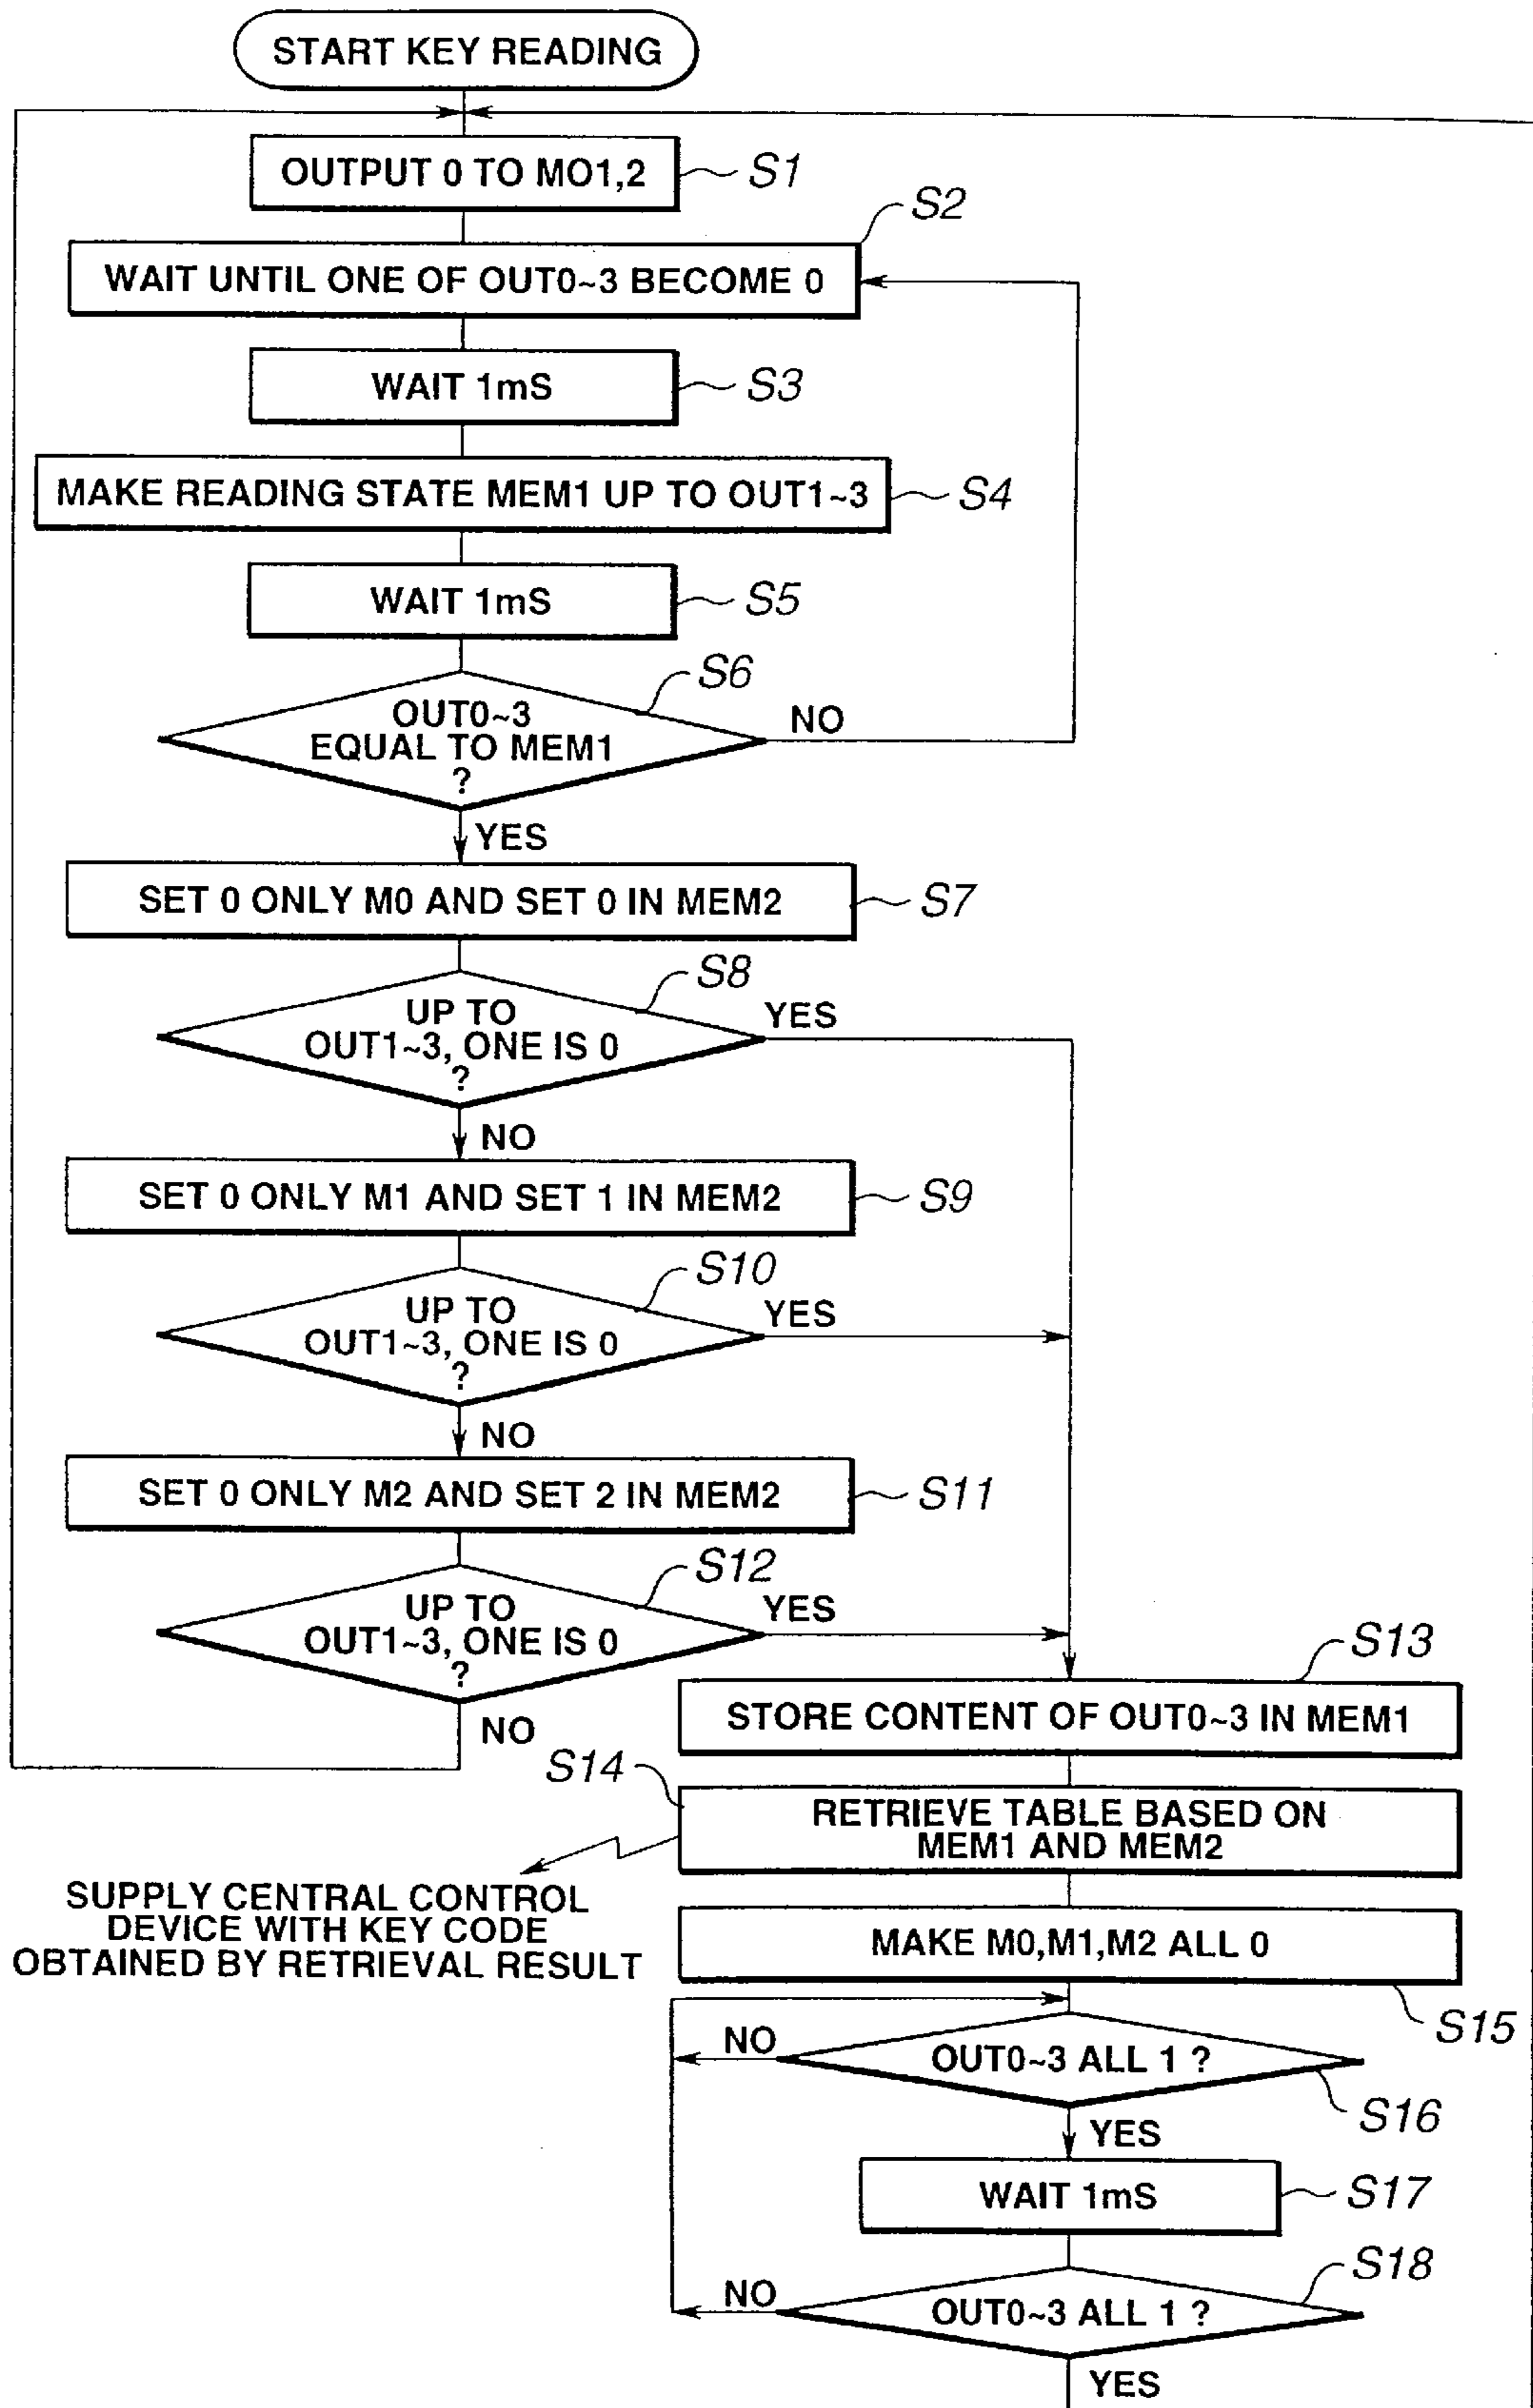 START KEY READING
OUTPUT 0 TO MO1,2
S1
S2
WAIT UNTIL ONE OF OUT0~3 BECOME 0
WAIT 1mS
S3
MAKE READING STATE MEM1 UP TO OUT1~3
S4
WAIT 1mS
S5
S6
OUT0~3
EQUAL TO MEM1
?
NO
YES
SET 0 ONLY M0 AND SET 0 IN MEM2
S7
S8
UP TO
OUT1~3, ONE IS 0
?
YES
NO
SET 0 ONLY M1 AND SET 1 IN MEM2
S9
S10
UP TO
OUT1~3, ONE IS 0
?
YES
NO
SET 0 ONLY M2 AND SET 2 IN MEM2
S11
S12
UP TO
OUT1~3, ONE IS 0
?
YES
NO
S13
STORE CONTENT OF OUT0~3 IN MEM1
S14
RETRIEVE TABLE BASED ON
MEM1 AND MEM2
SUPPLY CENTRAL CONTROL
DEVICE WITH KEY CODE
OBTAINED BY RETRIEVAL RESULT
MAKE M0,M1,M2 ALL 0
S15
NO
OUT0~3 ALL 1 ?
S16
YES
WAIT 1mS
S17
S18
NO
OUT0~3 ALL 1 ?
YES